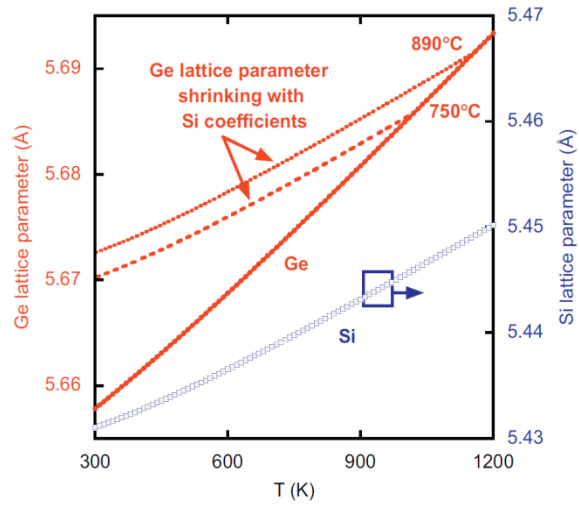 5.47
5.46
5.45
5.44
5.43
Si lattice parameter (Å)
5.69
5.68
5.67
5.66
Ge lattice parameter (Å)
890°C
750°C
Ge lattice parameter
shrinking with
Si coefficients
Ge
Si
300
600
900
1200
T (K)